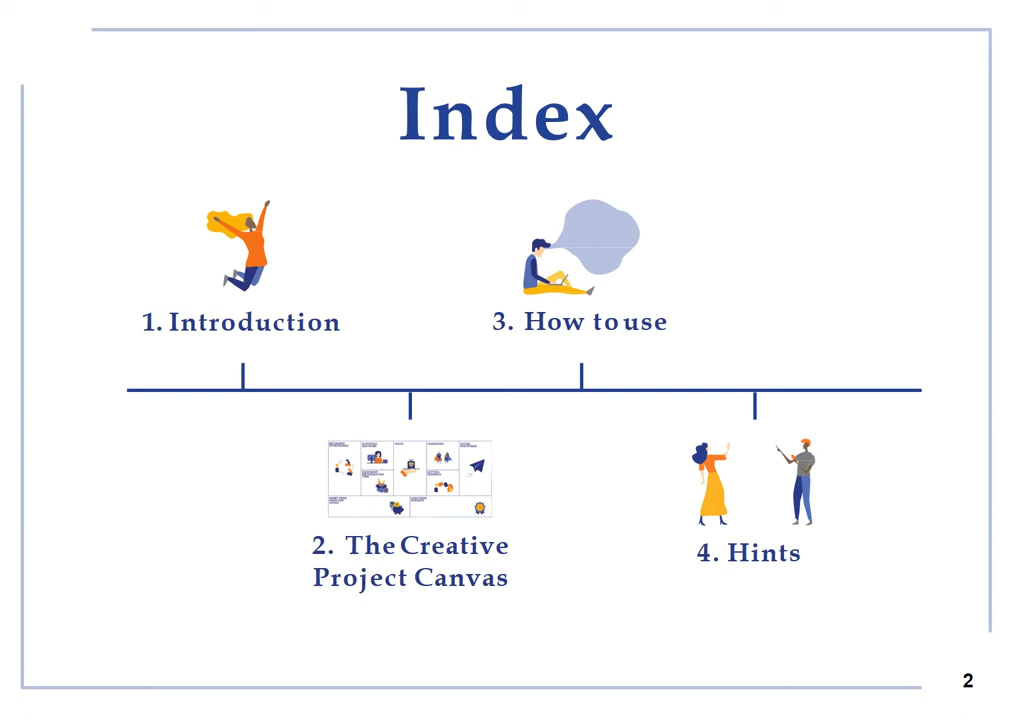 Index
1. Introduction
3. How to use
2. The Creative
Project Canvas
4. Hints
2